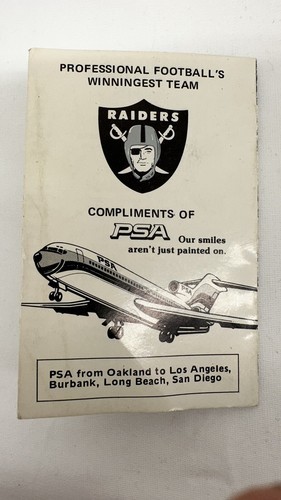 PROFESSIONAL FOOTBALL'S
WINNINGEST TEAM
RAIDERS
COMPLIMENTS OF
PSA Our smiles
aren't just painted on.
PSA
PSA from Oakland to Los Angeles,
Burbank, Long Beach, San Diego